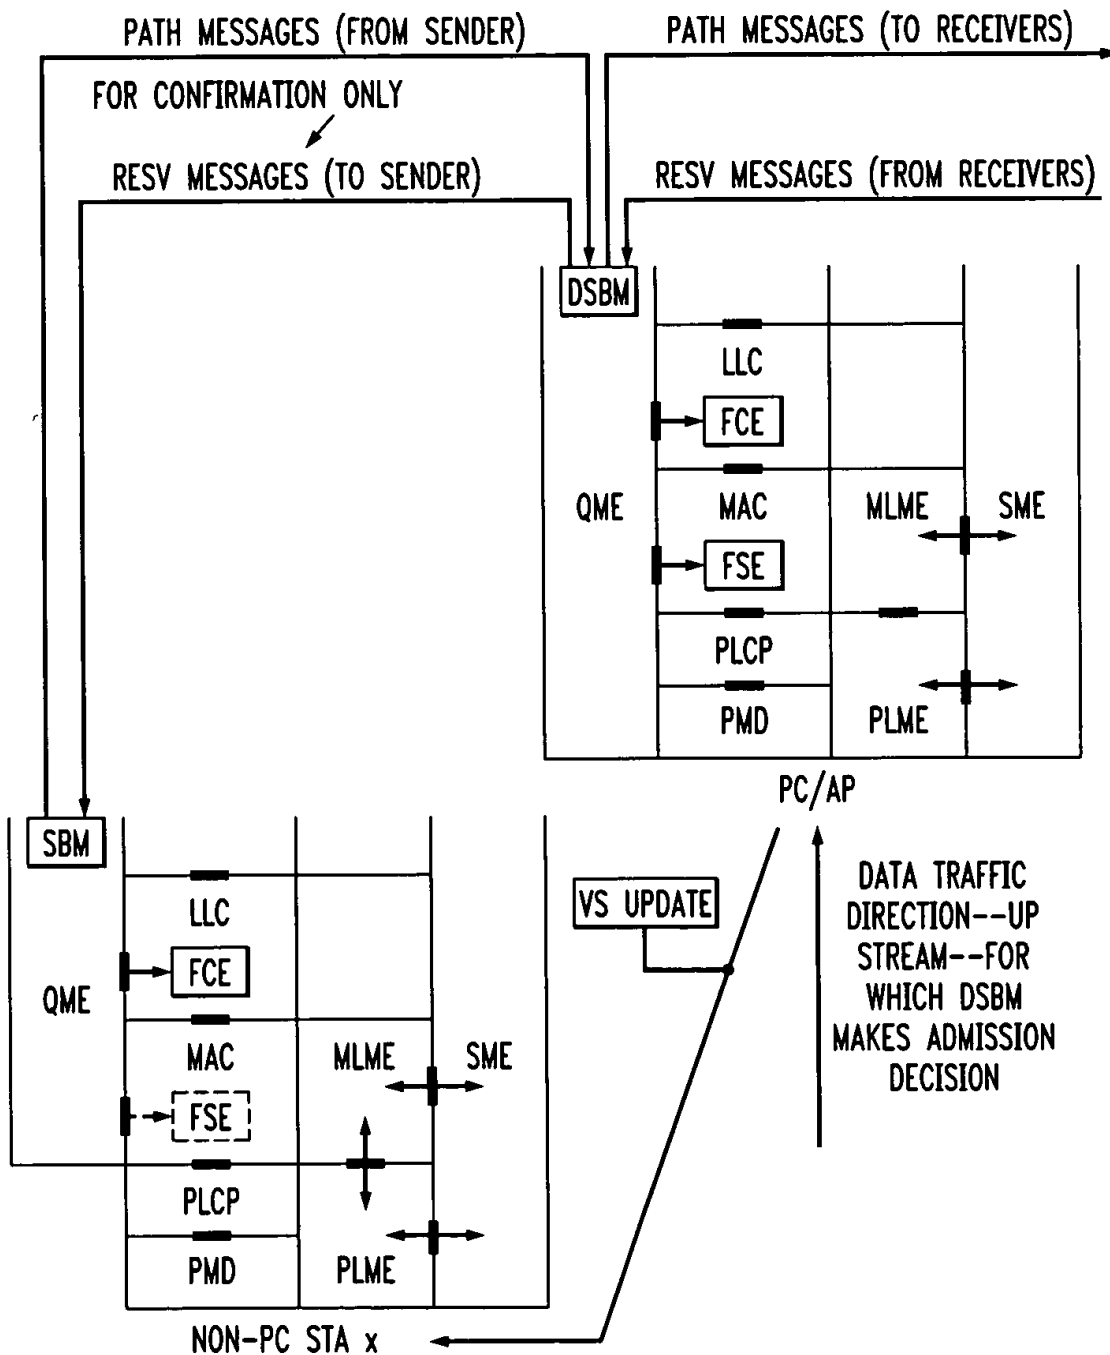 PATH MESSAGES (FROM SENDER)
PATH MESSAGES (TO RECEIVERS)
FOR CONFIRMATION ONLY
RESV MESSAGES (TO SENDER)
RESV MESSAGES (FROM RECEIVERS)
DSBM
LLC
FCE
QME
MAC
MLME
SME
FSE
PLCP
PMD
PLME
PC/AP
SBM
LLC
FCE
QME
MAC
MLME
SME
FSE
PLCP
PMD
PLME
NON-PC STA x
VS UPDATE
DATA TRAFFIC
DIRECTION--UP
STREAM--FOR
WHICH DSBM
MAKES ADMISSION
DECISION